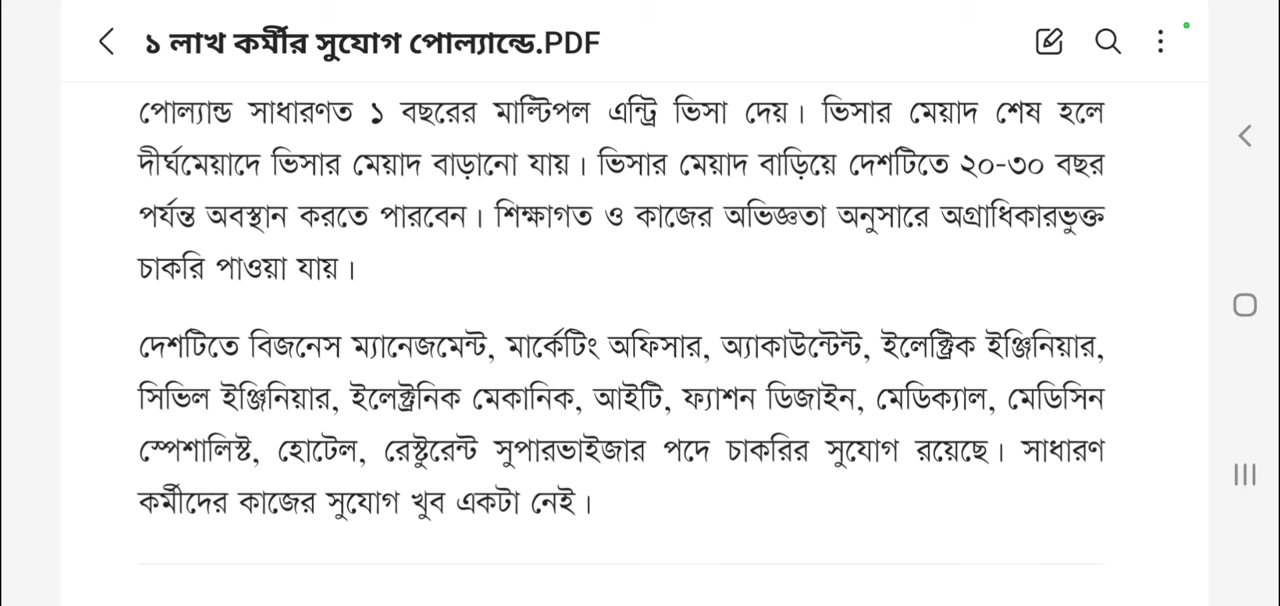 ১ লাখ কর্মীর সুযোগ পোল্যান্ডে.PDF
পোল্যান্ড সাধারণত ১ বছরের মাল্টিপল এন্ট্রি ভিসা দেয়। ভিসার মেয়াদ শেষ হলে
দীর্ঘমেয়াদে ভিসার মেয়াদ বাড়ানো যায়। ভিসার মেয়াদ বাড়িয়ে দেশটিতে ২০-৩০ বছর
পর্যন্ত অবস্থান করতে পারবেন। শিক্ষাগত ও কাজের অভিজ্ঞতা অনুসারে অগ্রাধিকারভুক্ত
চাকরি পাওয়া যায়।
দেশটিতে বিজনেস ম্যানেজমেন্ট, মার্কেটিং অফিসার, অ্যাকাউন্টেন্ট, ইলেক্ট্রিক ইঞ্জিনিয়ার,
সিভিল ইঞ্জিনিয়ার, ইলেক্ট্রনিক মেকানিক, আইটি, ফ্যাশন ডিজাইন, মেডিক্যাল, মেডিসিন
স্পেশালিস্ট, হোটেল, রেস্টুরেন্ট সুপারভাইজার পদে চাকরির সুযোগ রয়েছে। সাধারণ
কর্মীদের কাজের সুযোগ খুব একটা নেই।